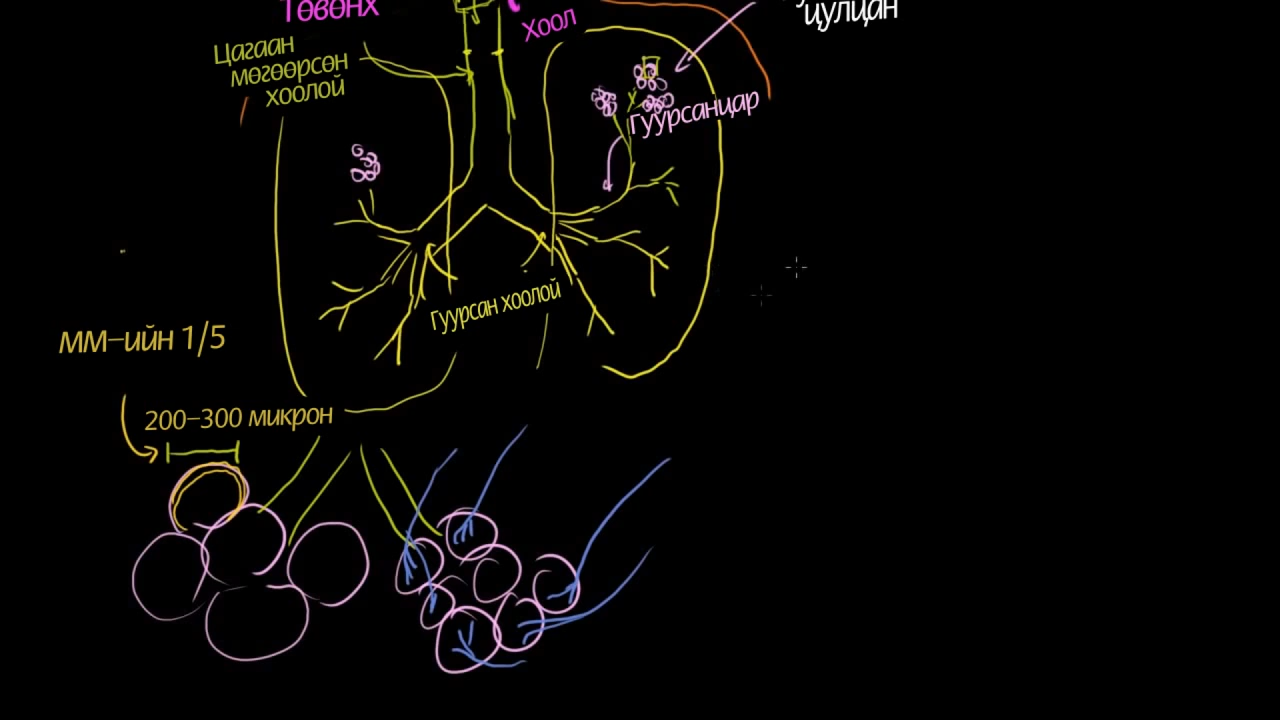 Төвөнх
Хоол
цулцан
Цагаан
мөгөөрсөн
хоолой
Гуурсанцар
Гуурсан хоолой
мм-ийн 1/5
200-300 микрон